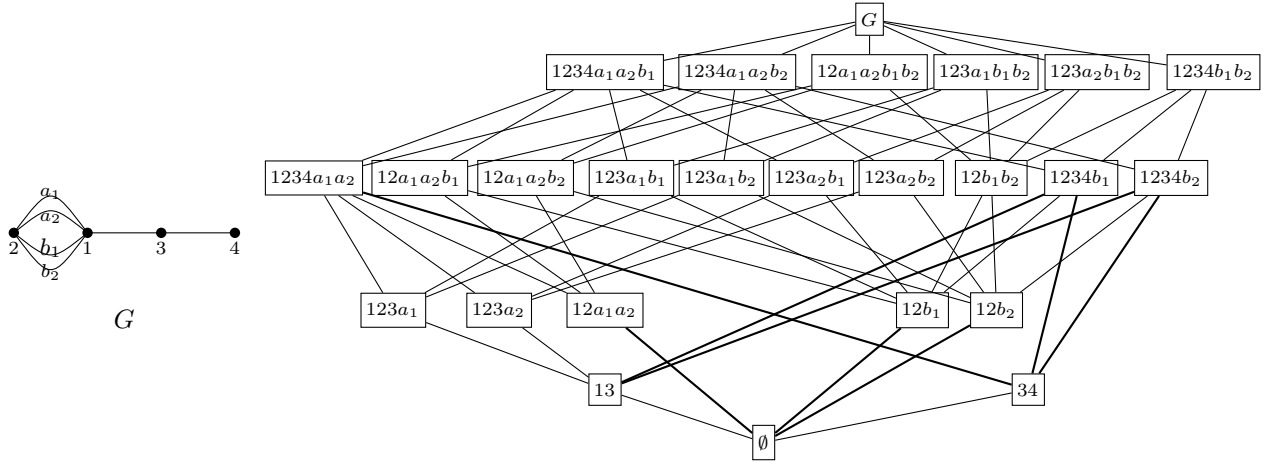 G
1234a₁a₂b₁ 1234a₁a₂b₂ 12a₁a₂b₁b₂ 123a₁b₁b₂ 123a₂b₁b₂ 1234b₁b₂
1234a₁a₂ 12a₁a₂b₁ 12a₁a₂b₂ 123a₁b₁ 123a₁b₂ 123a₂b₁ 123a₂b₂ 12b₁b₂ 1234b₁ 1234b₂
a₁
a₂
2 b₁ 1 3 4
b₂
123a₁ 123a₂ 12a₁a₂ 12b₁ 12b₂
G
13 34
∅